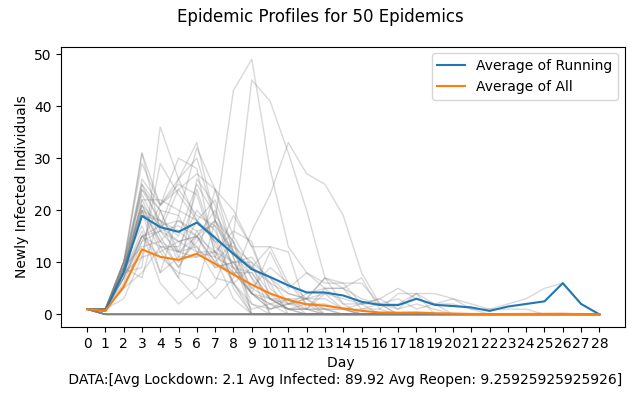 Epidemic Profiles for 50 Epidemics
Newly Infected Individuals
50
40
30
20
10
0
Average of Running
Average of All
0 1 2 3 4 5 6 7 8 9 10 11 12 13 14 15 16 17 18 19 20 21 22 23 24 25 26 27 28
Day
DATA:[Avg Lockdown: 2.1 Avg Infected: 89.92 Avg Reopen: 9.25925925925926]